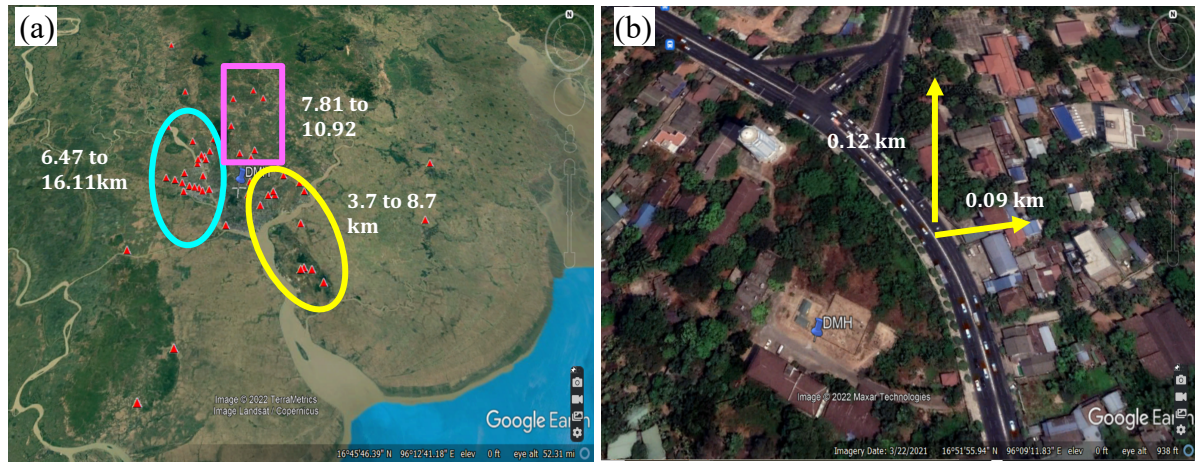 (a)
N
7.81 to
10.92
6.47 to
16.11km
DMH
3.7 to 8.7
km
Image © 2022 TerraMetrics
Image Landsat / Copernicus
Google Ear
16°45'46.39" N 96°12'41.18" E elev 0 ft eye alt 52.31 mi
(b)
N
0.12 km
0.09 km
DMH
Image © 2022 Maxar Technologies
Google Ear
Imagery Date: 3/22/2021 16°51'55.94" N 96°09'11.83" E elev 0 ft eye alt 938 ft